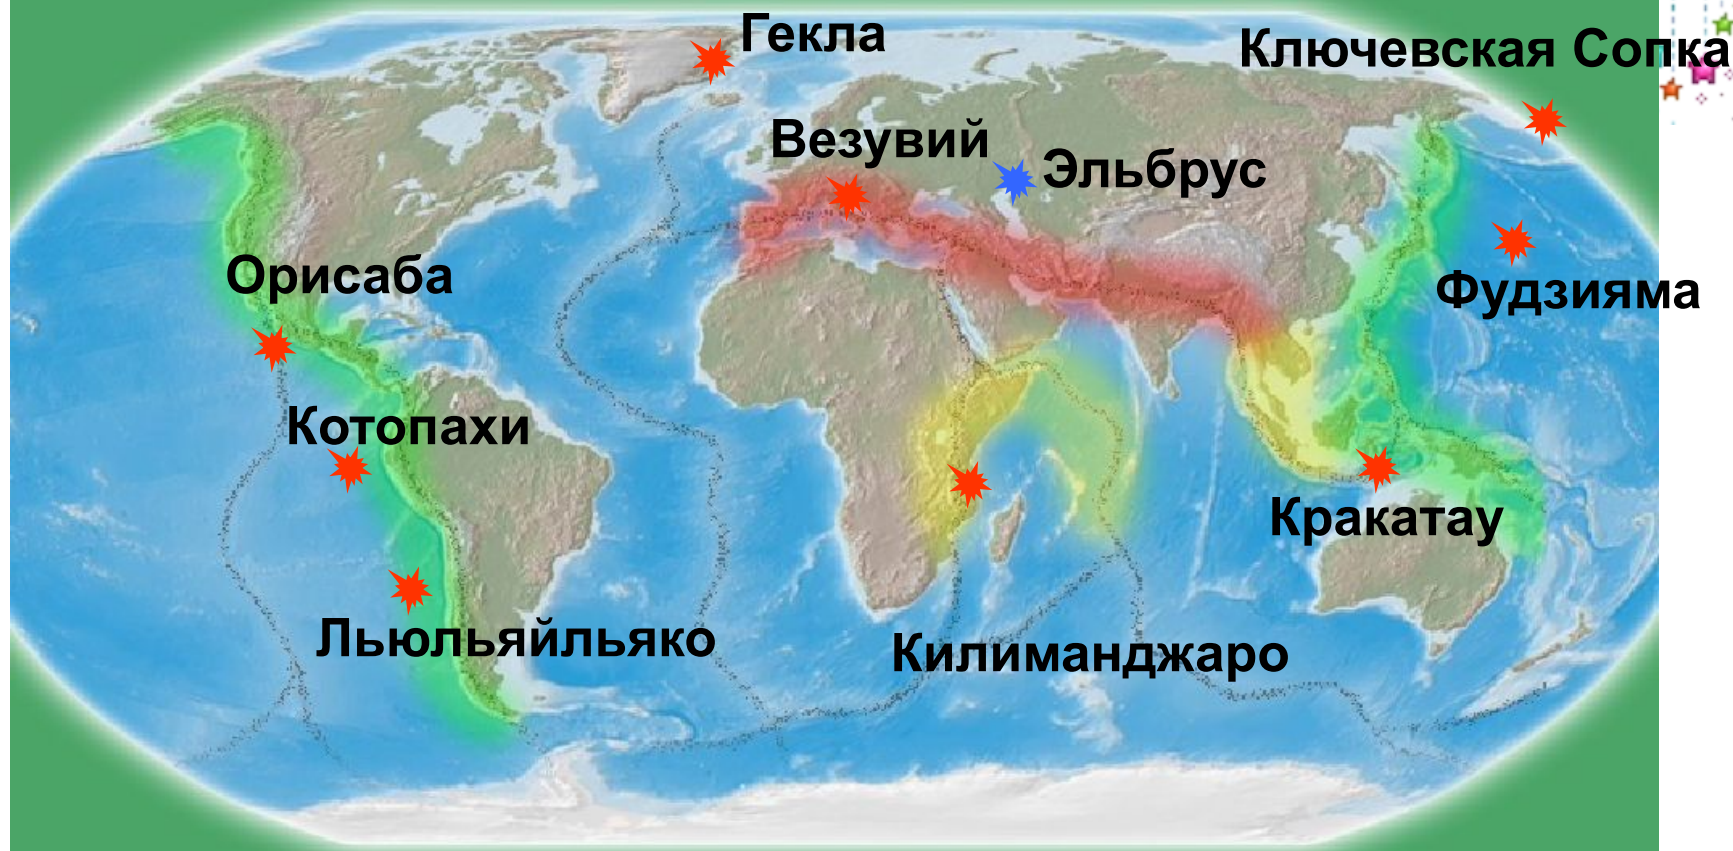 Гекла
Ключевская Сопка
Везувий
Эльбрус
Орисаба
Фудзияма
Котопахи
Кракатау
Льюльяйльяко
Килиманджаро